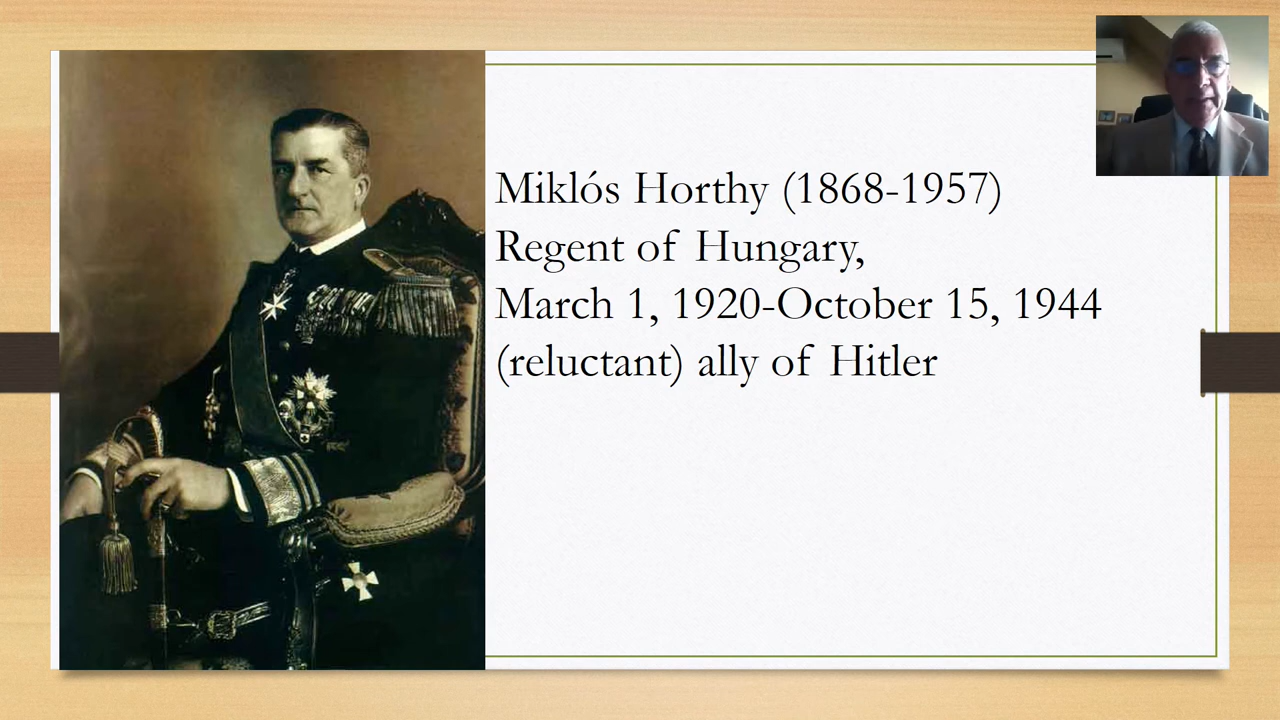 Miklós Horthy (1868-1957)
Regent of Hungary,
March 1, 1920-October 15, 1944
(reluctant) ally of Hitler